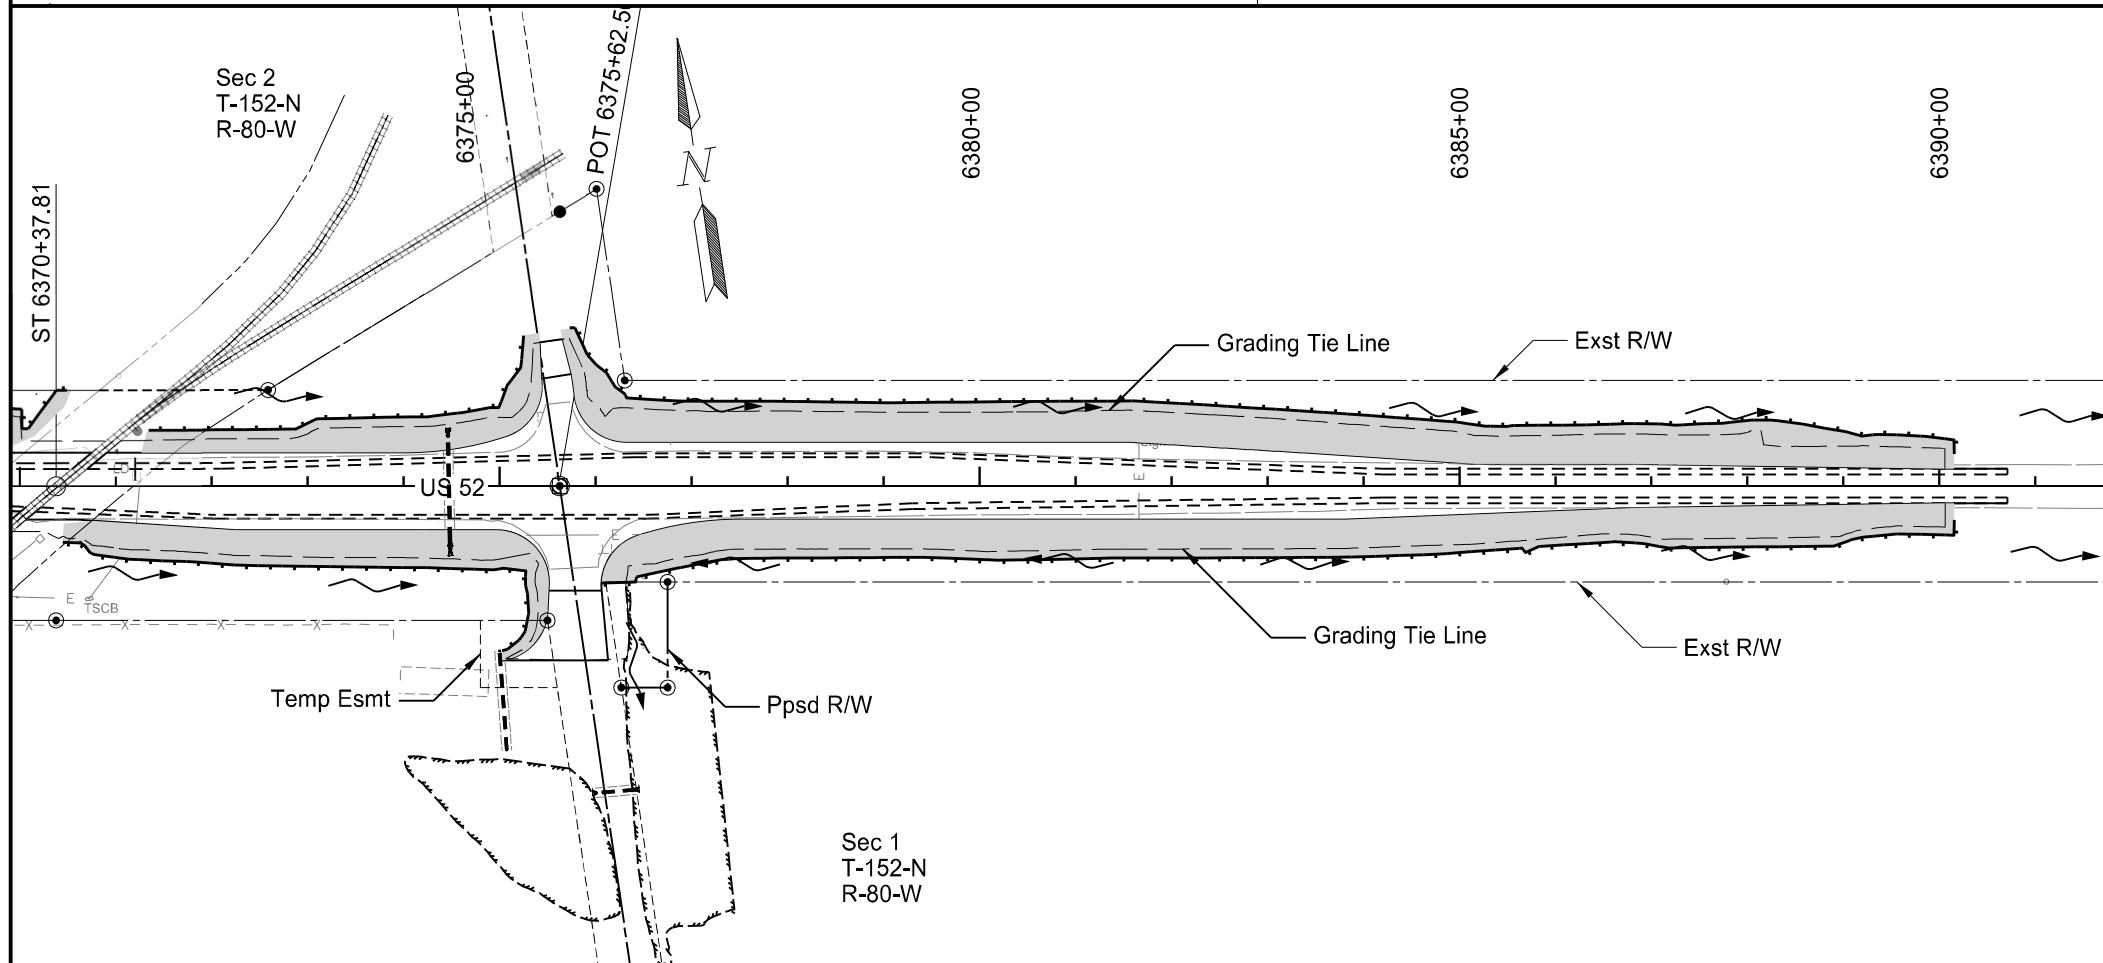 Sec 2
T-152-N
R-80-W
6375+00
POT 6375+62.5
N
6380+00
6385+00
6390+00
ST 6370+37.81
Grading Tie Line
Exst R/W
US 52
E
E
E
TSCB
X
X
X
X
Grading Tie Line
Exst R/W
Temp Esmt
Ppsd R/W
Sec 1
T-152-N
R-80-W